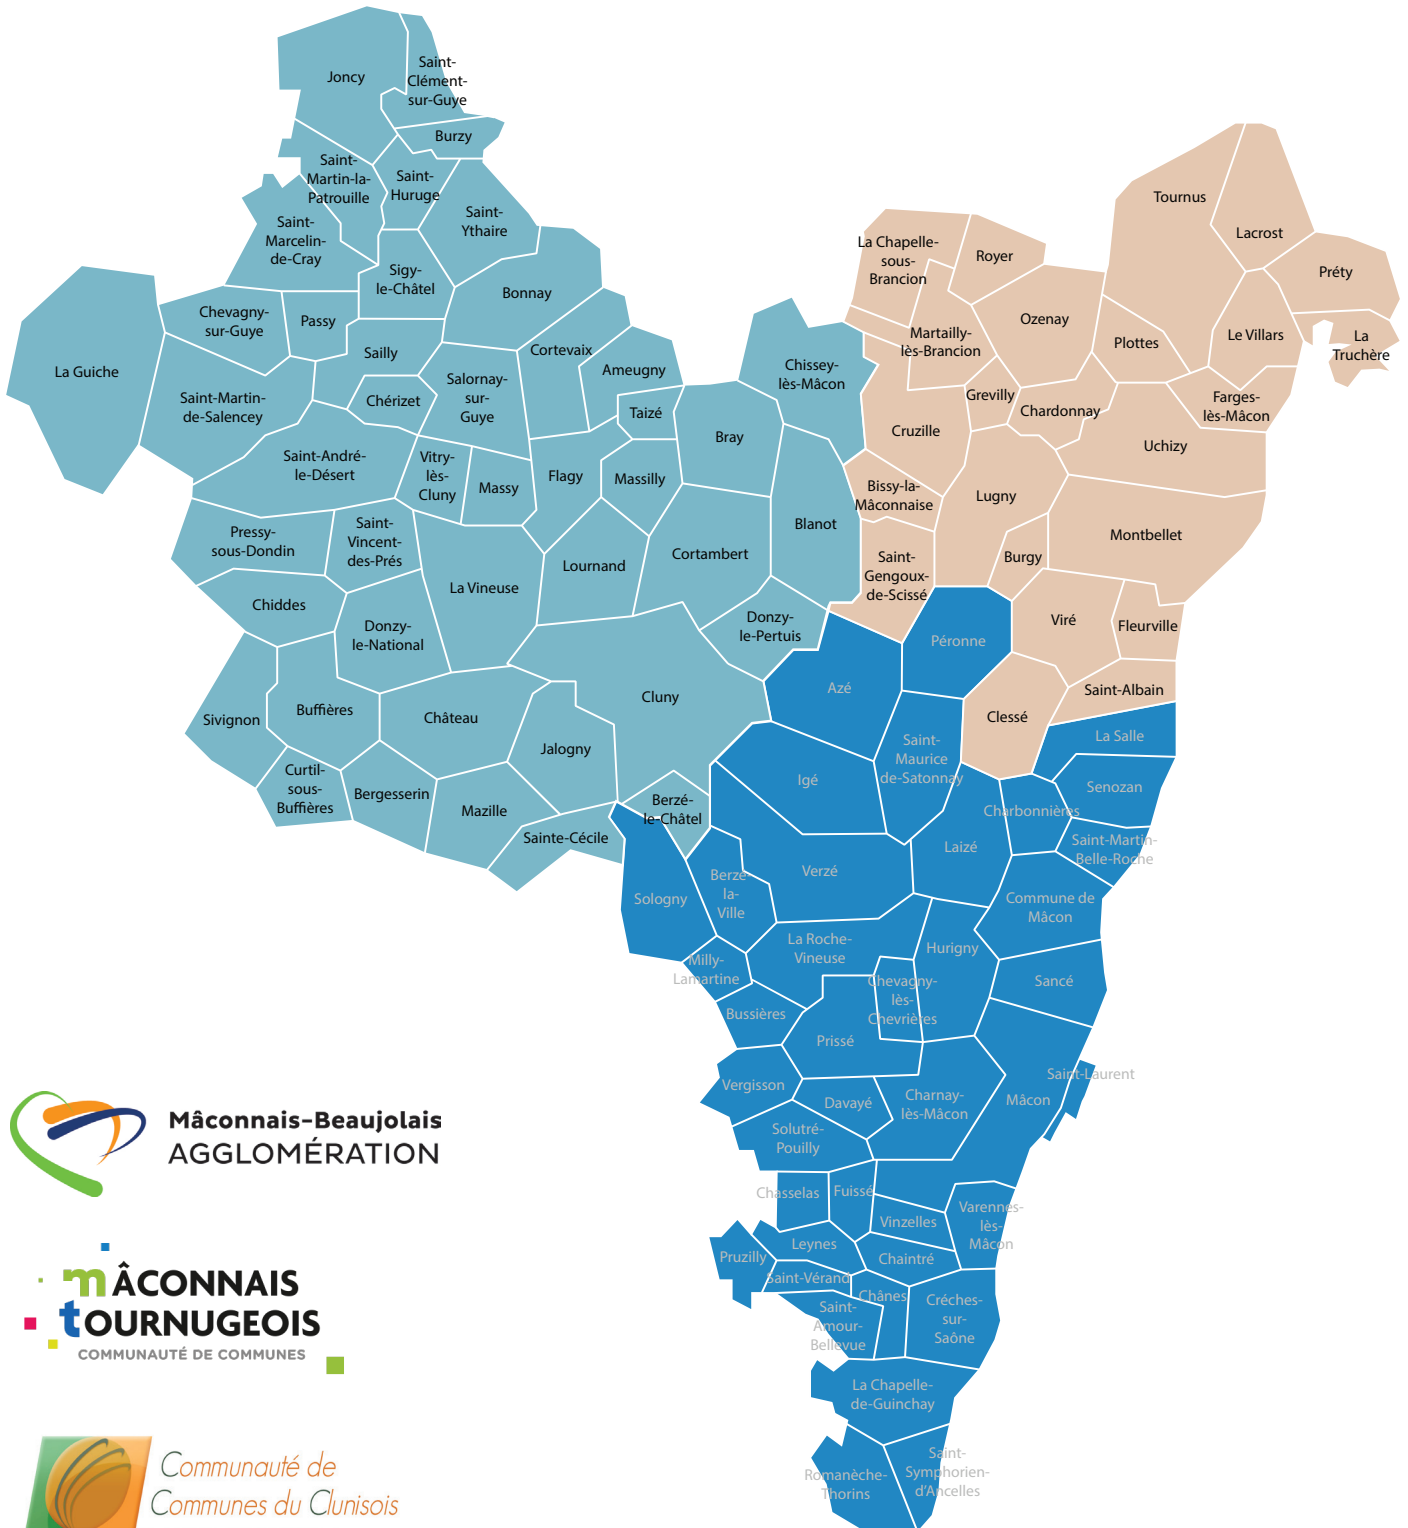 Joncy
Saint-
Clément-
sur-Guye
Burzy
Saint-
Martin-la-
Patrouille
Saint-
Huruge
Saint-
Ythaire
Saint-
Marcelin-
de-Cray
Sigy-
le-Châtel
Bonnay
Chevagny-
sur-Guye
Passy
La Guiche
Sailly
Cortevaix
Ameugny
Saint-Martin-
de-Salencey
Chérizet
Salornay-
sur-
Guye
Taizé
Chissey-
lès-Mâcon
Bray
Saint-André-
le-Désert
Vitry-
lès-
Cluny
Massy
Flagy
Massilly
Blanot
Pressy-
sous-Dondin
Saint-
Vincent-
des-Prés
La Vineuse
Lournand
Cortambert
Chiddes
Donzy-
le-National
Donzy-
le-Pertuis
Sivignon
Buffières
Château
Cluny
Jalogny
Curtil-
sous-
Buffières
Bergesserin
Mazille
Sainte-Cécile
Berzé-
le-Châtel
Tournus
Lacrost
Préty
La Chapelle-
sous-
Brancion
Royer
Ozenay
Martailly-
lès-Brancion
Plottes
Le Villars
La
Truchère
Grevilly
Chardonnay
Farges-
lès-Mâcon
Cruzille
Uchizy
Bissy-la-
Mâconnaise
Lugny
Montbellet
Saint-
Gengoux-
de-Scissé
Burgy
Viré
Fleurville
Saint-Albain
Clessé
Péronne
Azé
Saint-
Maurice
de-Satonnay
La Salle
Igé
Senozan
Charbonnières
Saint-Martin-
Belle-Roche
Laizé
Verzé
Sologny
Berzé-
la-
Ville
Commune de
Mâcon
La Roche-
Vineuse
Hurigny
Milly-
Lamartine
Chevagny-
lès-
Chevrières
Sancé
Bussières
Prissé
Saint-Laurent
Vergisson
Davayé
Charnay-
lès-Mâcon
Mâcon
Solutré-
Pouilly
Chasselas
Fuissé
Vinzelles
Varennes-
lès-
Mâcon
Leynes
Chaintré
Pruzilly
Saint-Vérand
Chânes
Saint-
Amour-
Bellevue
Créches-
sur-
Saône
La Chapelle-
de-Guinchay
Romanèche-
Thorins
Saint-
Symphorien-
d'Ancelles
Mâconnais-Beaujolais
AGGLOMÉRATION
mÂCONNAIS
tOURNUGEOIS
COMMUNAUTÉ DE COMMUNES
Communauté de
Communes du Clunisois